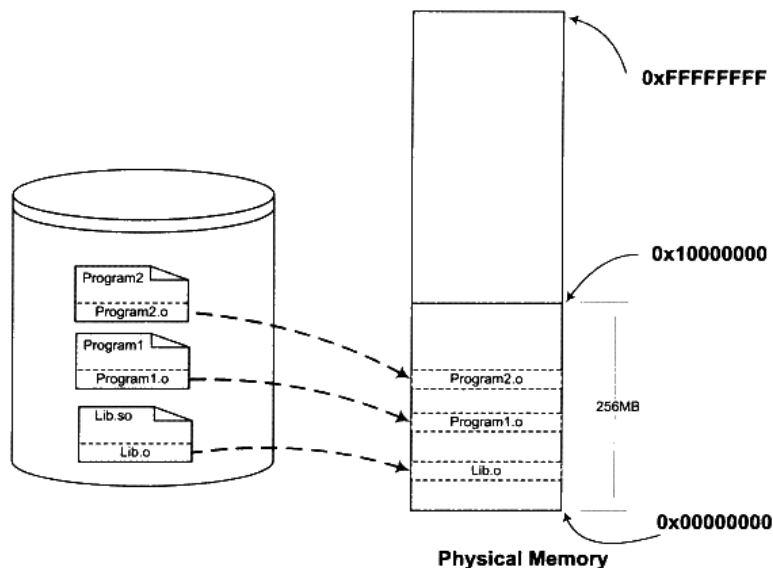 0xFFFFFFFF
0x10000000
Program2
Program2.o
Program1
Program1.o
Lib.so
Lib.o
Program2.o
Program1.o
Lib.o
256MB
0x00000000
Physical Memory